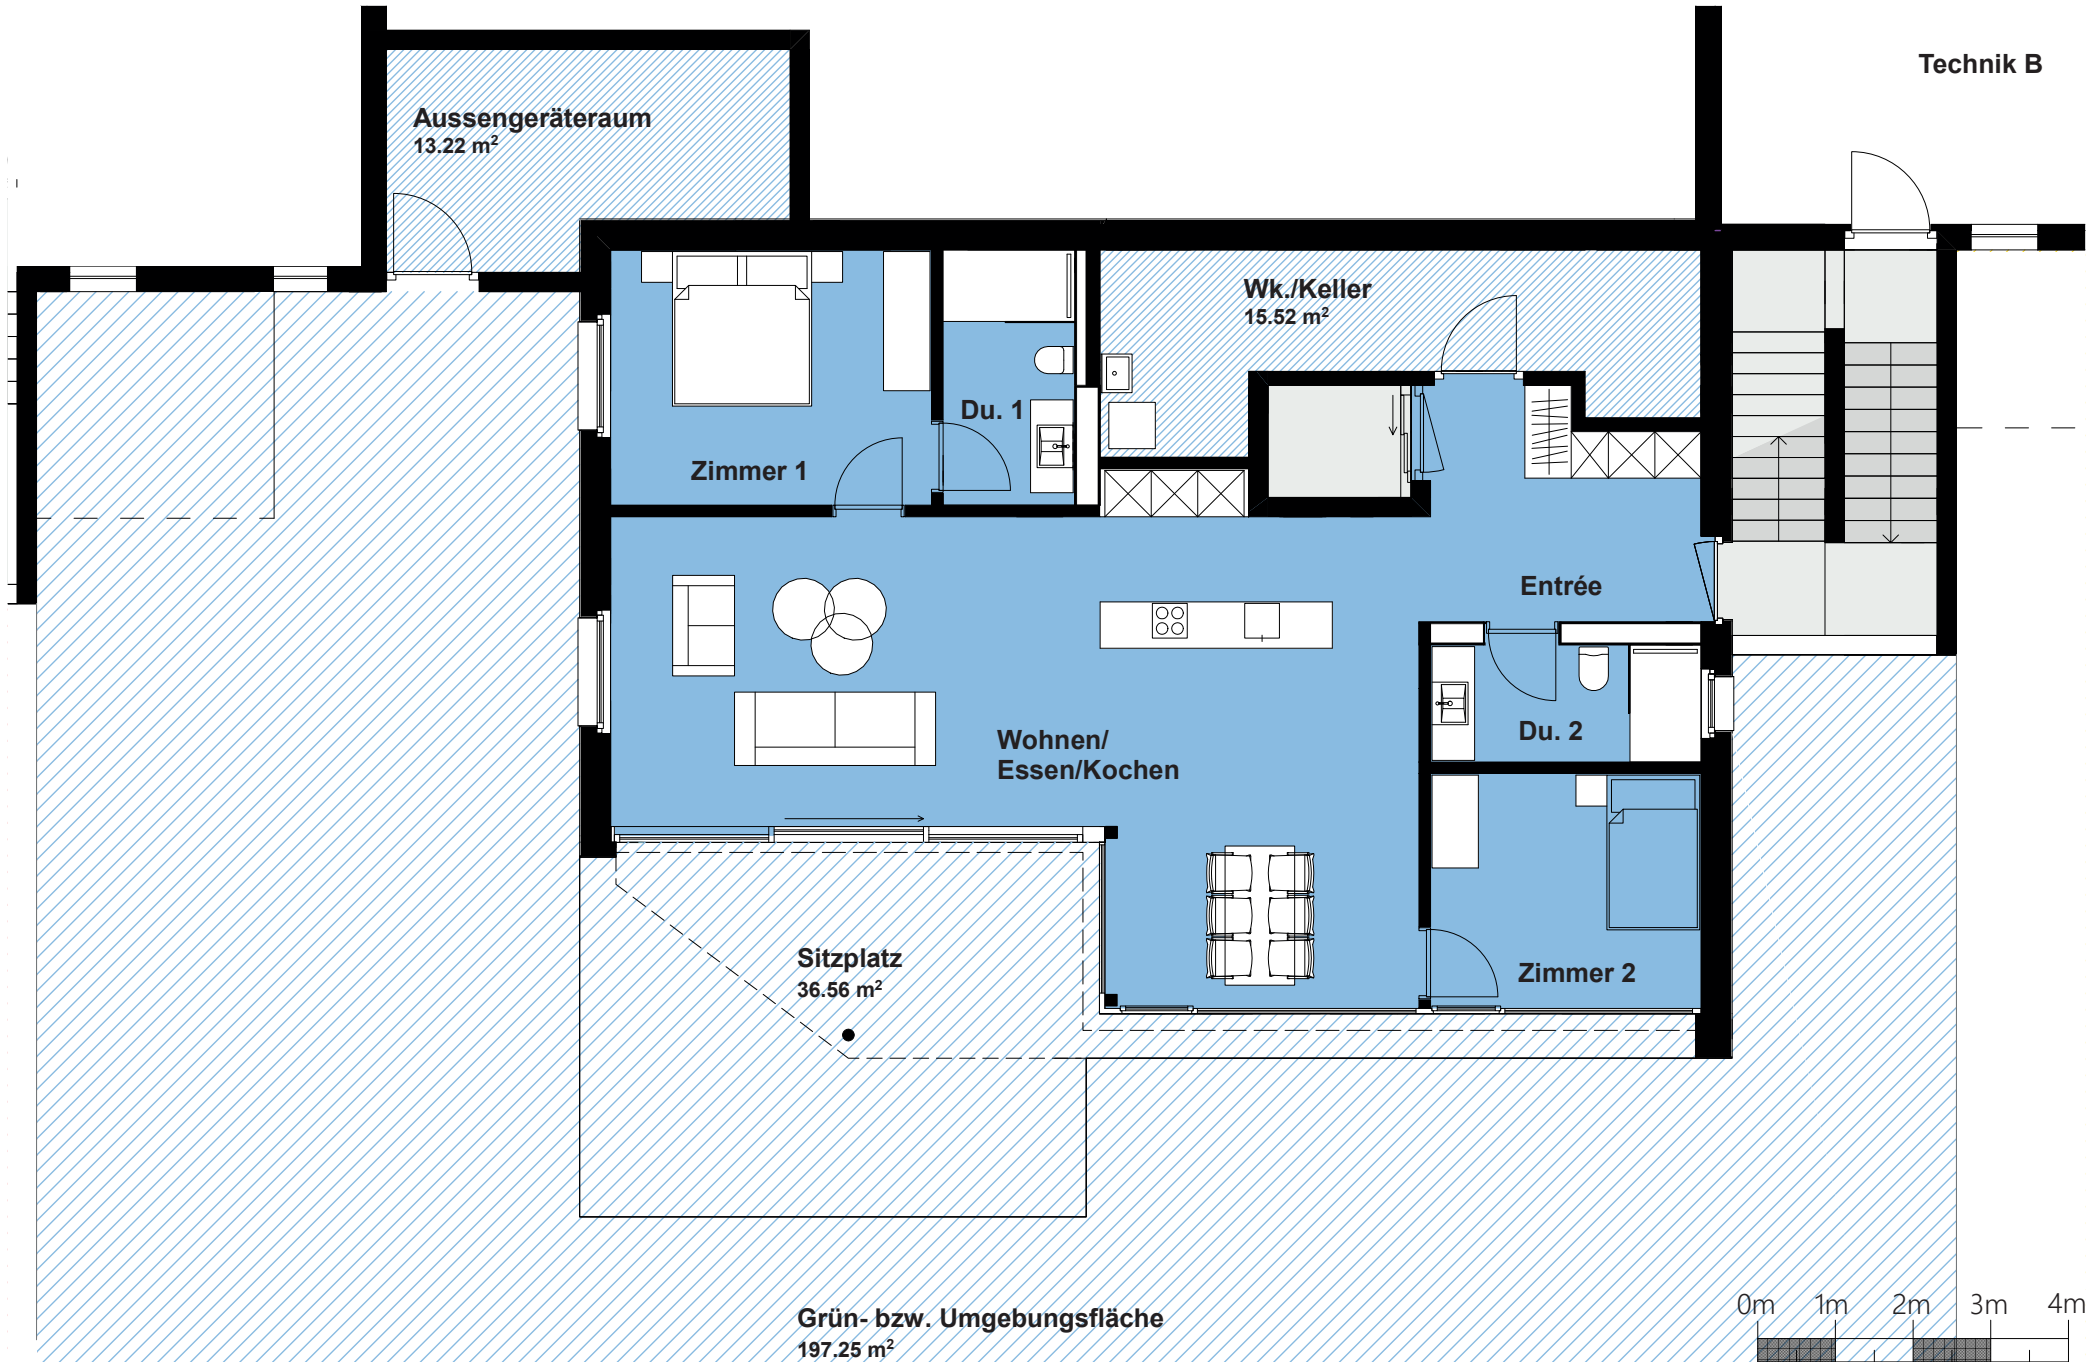 Technik B
Aussengeräteraum
13.22 m²
Wk./Keller
15.52 m²
Du. 1
Zimmer 1
Entrée
Du. 2
Wohnen/
Essen/Kochen
Sitzplatz
36.56 m²
Zimmer 2
Grün- bzw. Umgebungsfläche
197.25 m²
0m 1m 2m 3m 4m